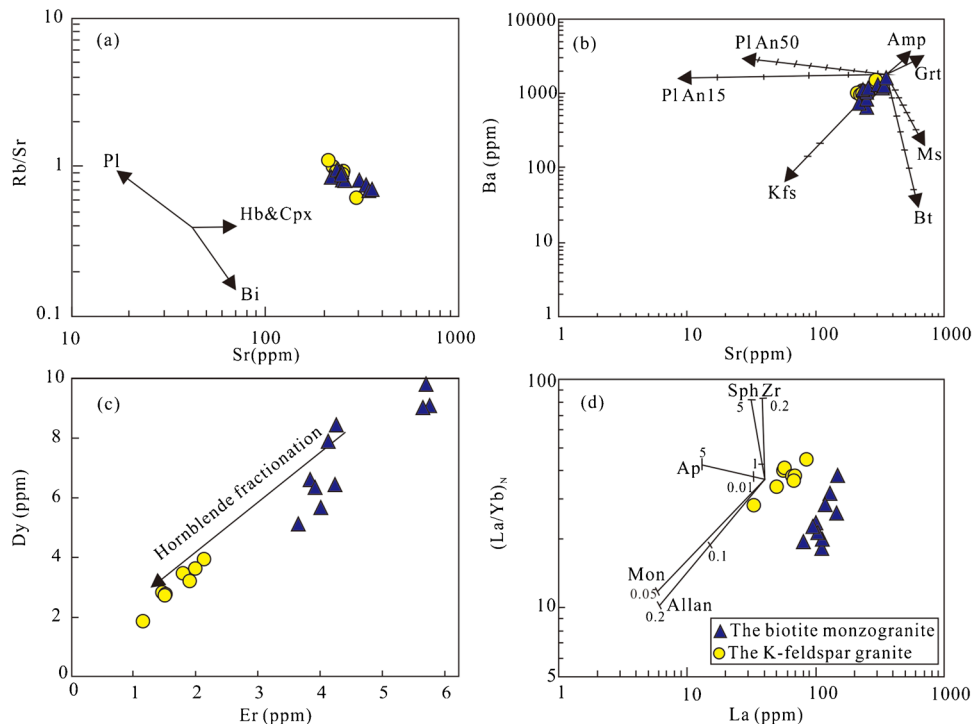 (a)
10
1
0.1
Rb/Sr
Pl
Hb&Cpx
Bi
10
100
1000
Sr(ppm)
(b)
10000
1000
100
10
1
Ba (ppm)
Pl An50
Pl An15
Amp
Grt
Ms
Bt
Kfs
1
10
100
1000
Sr(ppm)
(c)
10
8
6
4
2
0
Dy (ppm)
Hornblende fractionation
0
1
2
3
4
5
6
Er (ppm)
(d)
100
10
5
(La/Yb)N
Sph Zr
5
0.2
5
1
Ap
0.01
0.1
Mon
0.05
Allan
0.2
The biotite monzogranite
The K-feldspar granite
1
10
100
1000
La (ppm)